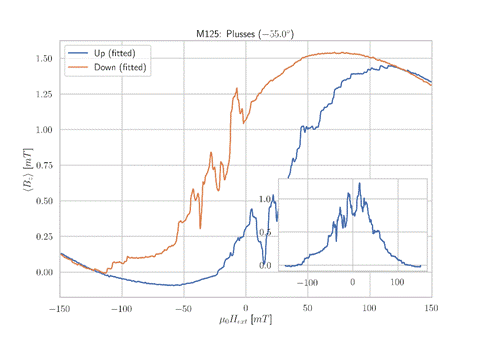 M125: Plusses (−55.0°)
Up (fitted)
Down (fitted)
1.50
1.25
1.00
0.75
0.50
0.25
0.00
⟨B_z⟩ [mT]
1.0
0.5
0.0
−100 0 100
−150 −100 −50 0 50 100 150
μ₀H_ext [mT]